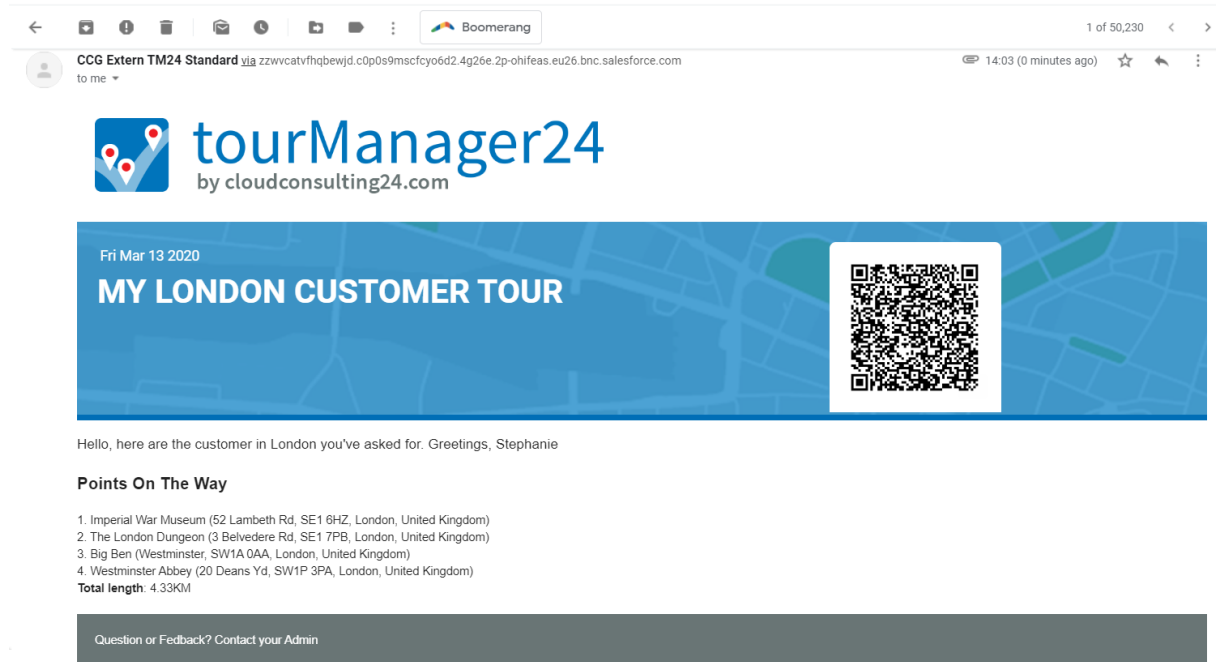 Boomerang
1 of 50,230
CCG Extern TM24 Standard via zzwvcatvfhqbewjd.c0p0s9mscfcyo6d2.4g26e.2p-ohifeas.eu26.bnc.salesforce.com
14:03 (0 minutes ago)
to me
tourManager24
by cloudconsulting24.com
Fri Mar 13 2020
MY LONDON CUSTOMER TOUR
Hello, here are the customer in London you've asked for. Greetings, Stephanie
Points On The Way
1. Imperial War Museum (52 Lambeth Rd, SE1 6HZ, London, United Kingdom)
2. The London Dungeon (3 Belvedere Rd, SE1 7PB, London, United Kingdom)
3. Big Ben (Westminster, SW1A 0AA, London, United Kingdom)
4. Westminster Abbey (20 Deans Yd, SW1P 3PA, London, United Kingdom)
Total length: 4.33KM
Question or Fedback? Contact your Admin